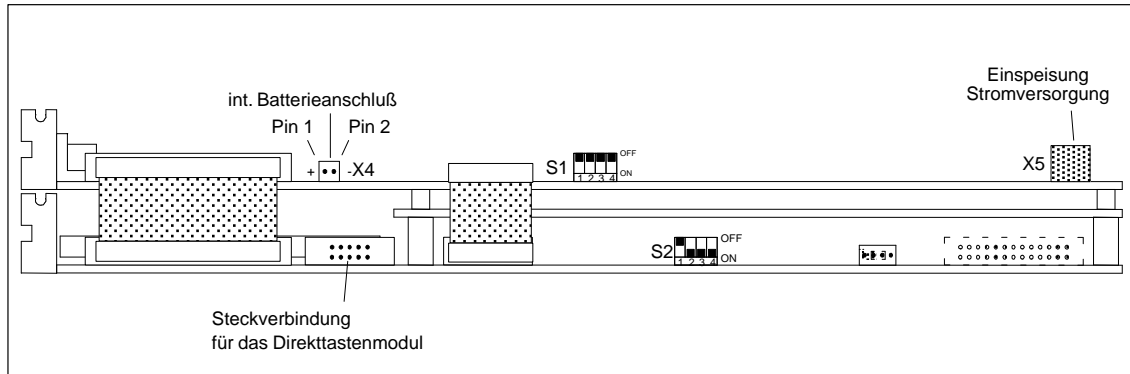 Einspeisung
Stromversorgung
int. Batterieanschluß
Pin 1 Pin 2
+ -X4
S1
OFF
ON
1 2 3 4
X5
S2
OFF
ON
1 2 3 4
Steckverbindung
für das Direkttastenmodul